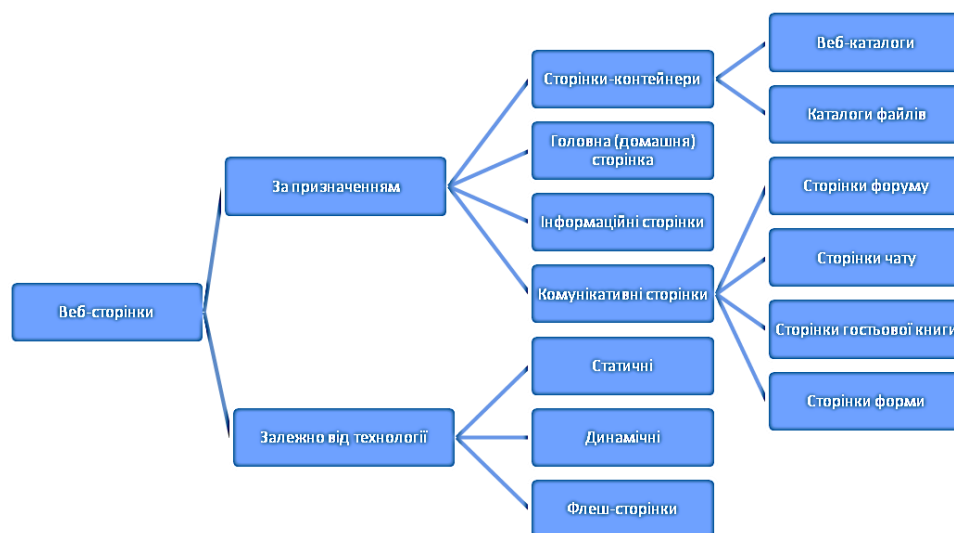 Веб-сторінки
За призначенням
Сторінки-контейнери
Веб-каталоги
Каталоги файлів
Головна (домашня)
сторінка
Інформаційні сторінки
Комунікативні сторінки
Сторінки форуму
Сторінки чату
Сторінки гостьової книги
Сторінки форми
Залежно від технології
Статичні
Динамічні
Флеш-сторінки